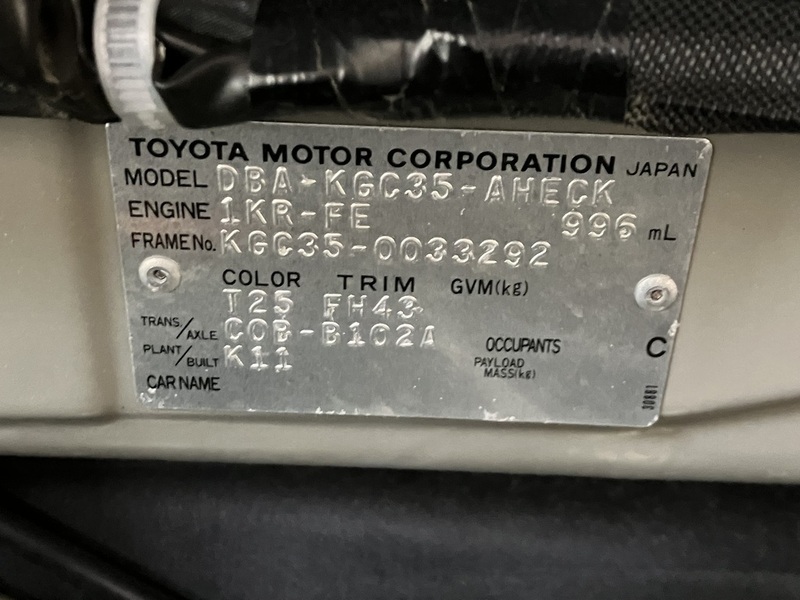 TOYOTA MOTOR CORPORATION JAPAN
MODEL DBA-KGC35-AHECK
ENGINE 1KR-FE 996 mL
FRAME No. KGC35-0033292
COLOR TRIM GVM(kg)
T25 FH43
TRANS./AXLE C0B-B102A OCCUPANTS C
PLANT/BUILT K11 PAYLOAD MASS(kg)
CAR NAME
30881